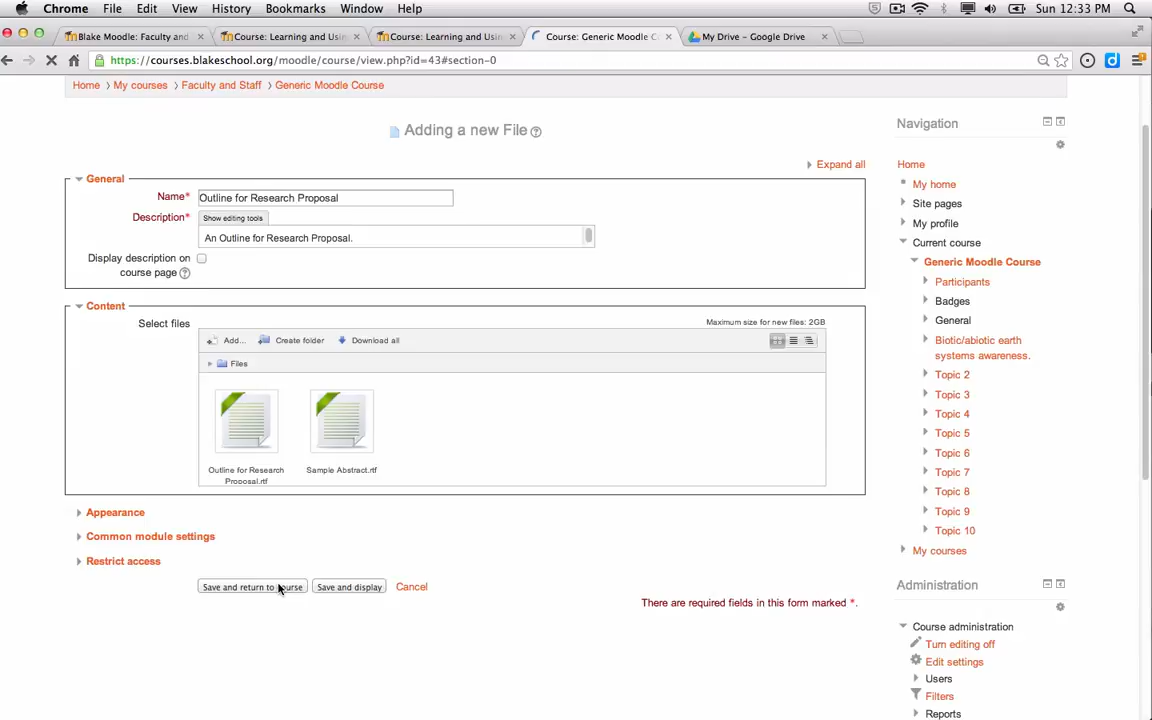 Chrome File Edit View History Bookmarks Window Help Sun 12:33 PM
Blake Moodle: Faculty and Course: Learning and Usin Course: Learning and Usin Course: Generic Moodle C My Drive – Google Drive
https://courses.blakeschool.org/moodle/course/view.php?id=43#section-0
Home My courses Faculty and Staff Generic Moodle Course
Adding a new File
Expand all
General
Name* Outline for Research Proposal
Description* Show editing tools
An Outline for Research Proposal.
Display description on
course page
Content
Select files Maximum size for new files: 2GB
Add... Create folder Download all
Files
Outline for Research Sample Abstract.rtf
Proposal.rtf
Appearance
Common module settings
Restrict access
Save and return to course Save and display Cancel
There are required fields in this form marked *.
Navigation
Home
My home
Site pages
My profile
Current course
Generic Moodle Course
Participants
Badges
General
Biotic/abiotic earth
systems awareness.
Topic 2
Topic 3
Topic 4
Topic 5
Topic 6
Topic 7
Topic 8
Topic 9
Topic 10
My courses
Administration
Course administration
Turn editing off
Edit settings
Users
Filters
Reports